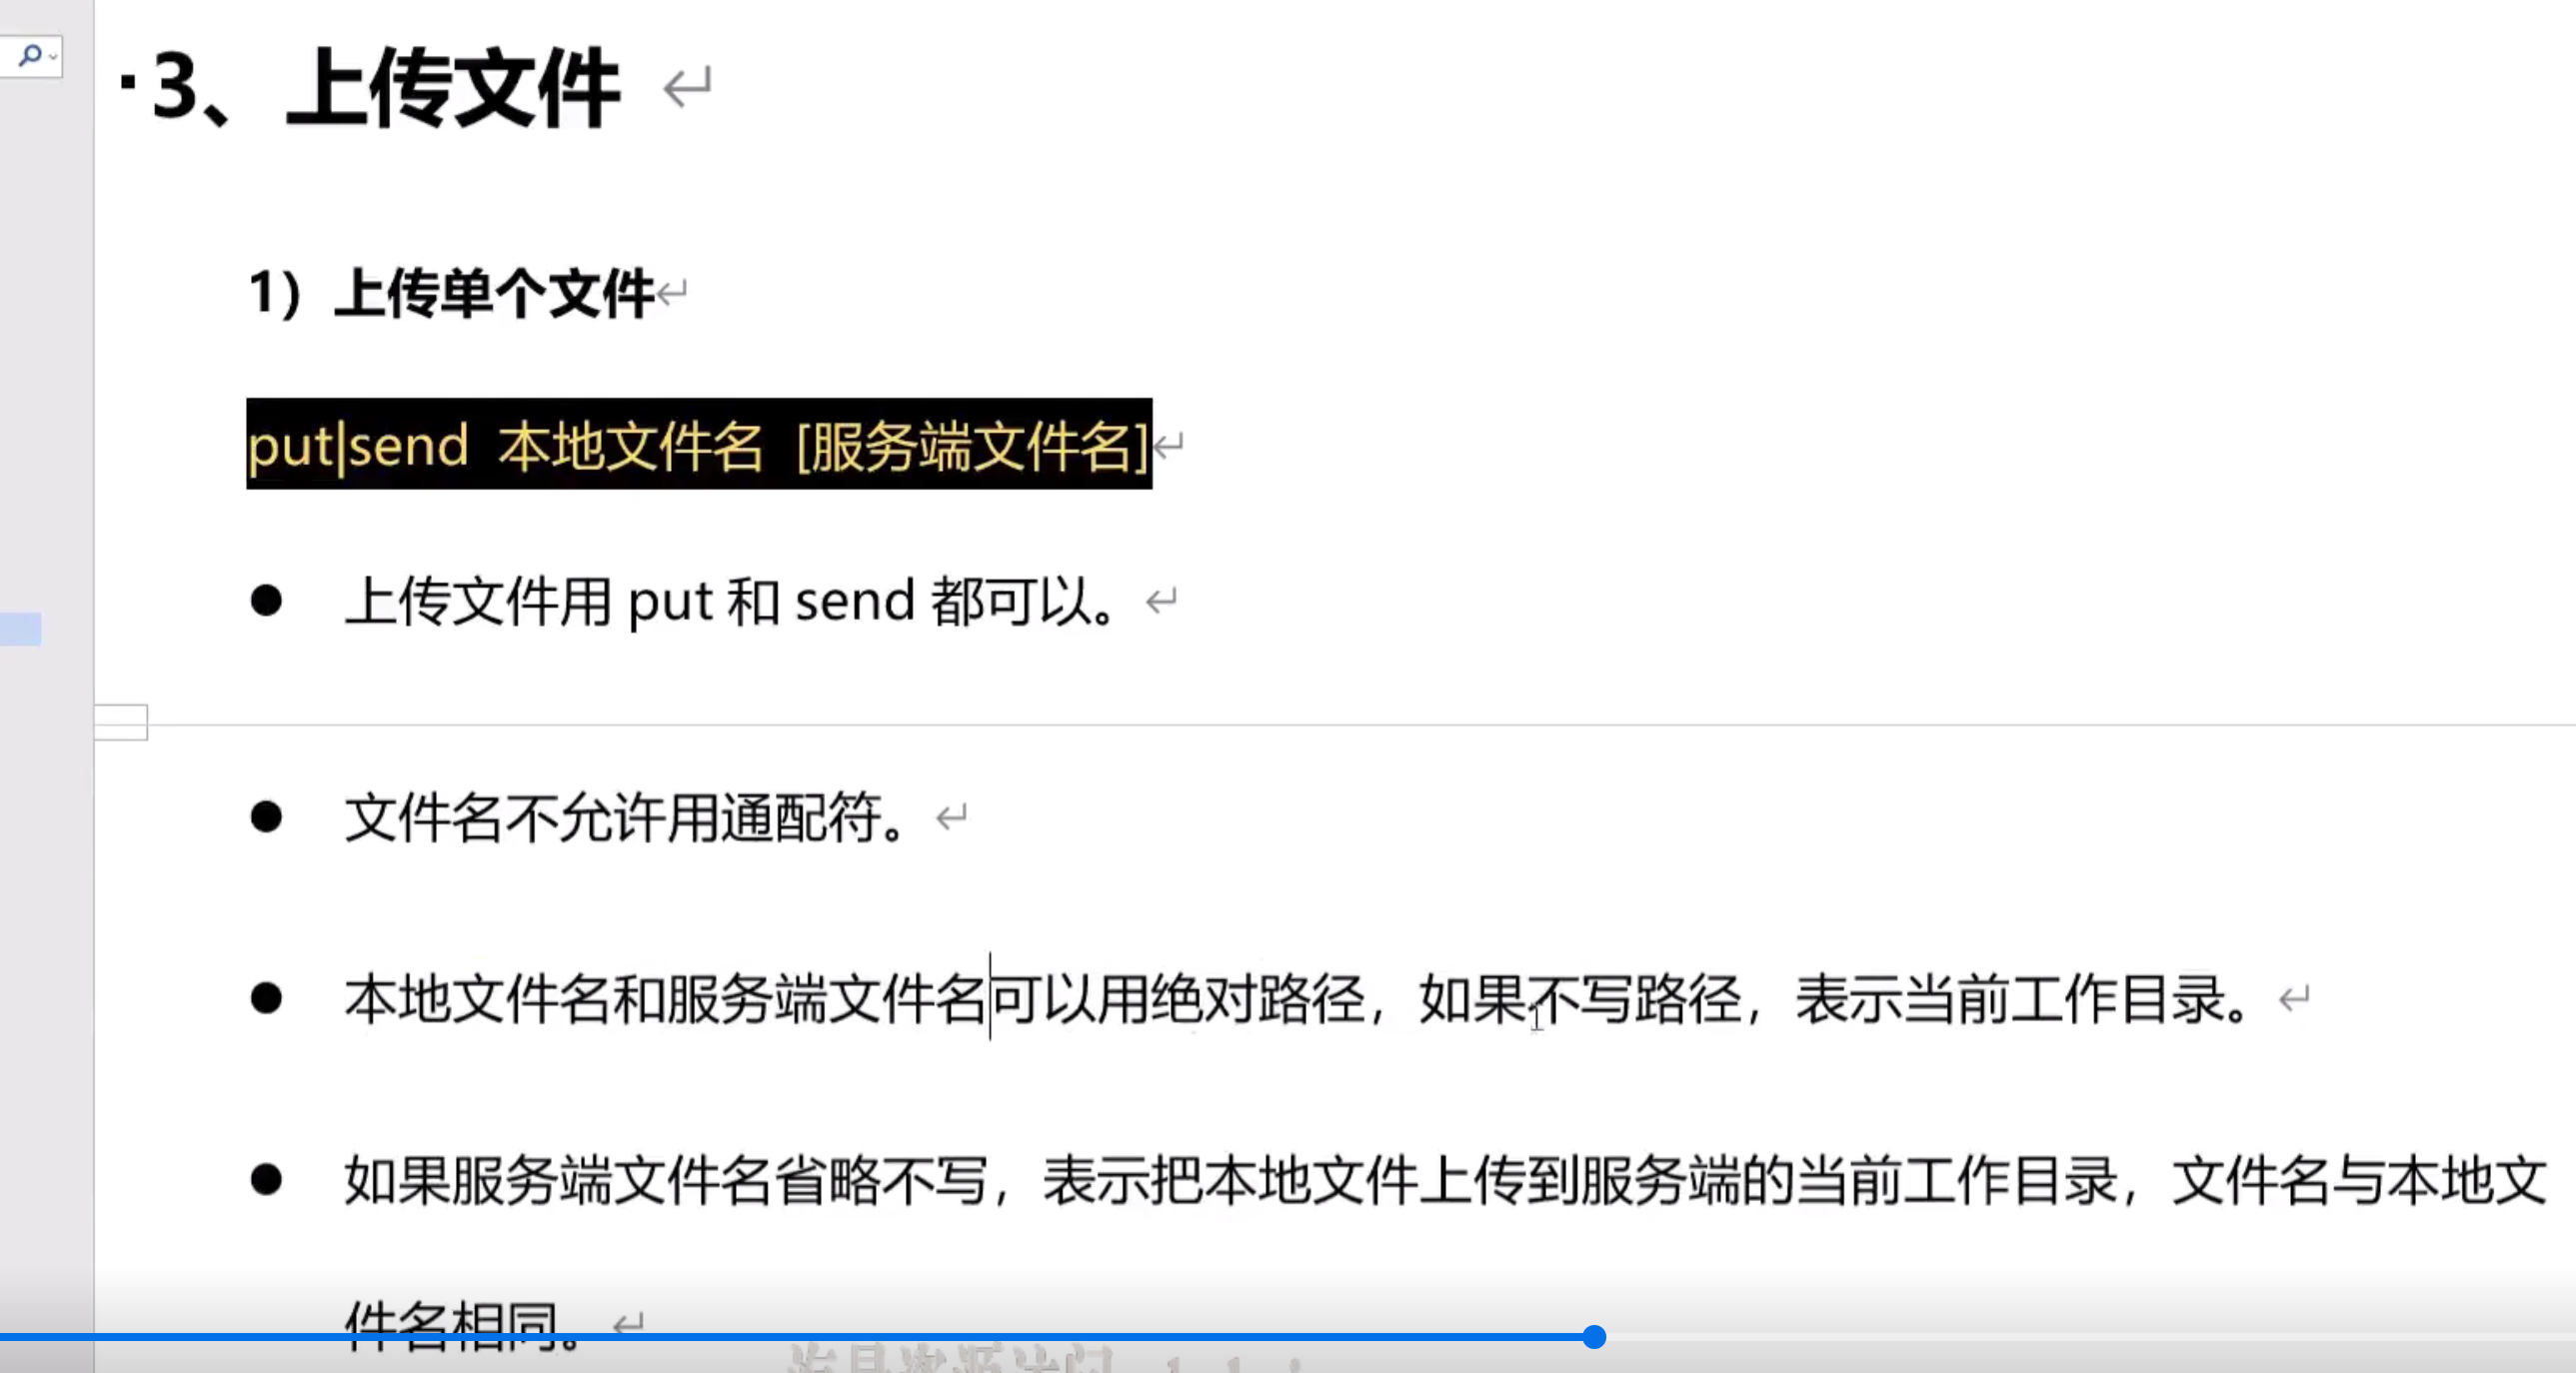 3、上传文件
1）上传单个文件
put|send 本地文件名 [服务端文件名]
上传文件用 put 和 send 都可以。
文件名不允许用通配符。
本地文件名和服务端文件名可以用绝对路径，如果不写路径，表示当前工作目录。
如果服务端文件名省略不写，表示把本地文件上传到服务端的当前工作目录，文件名与本地文
件名相同。